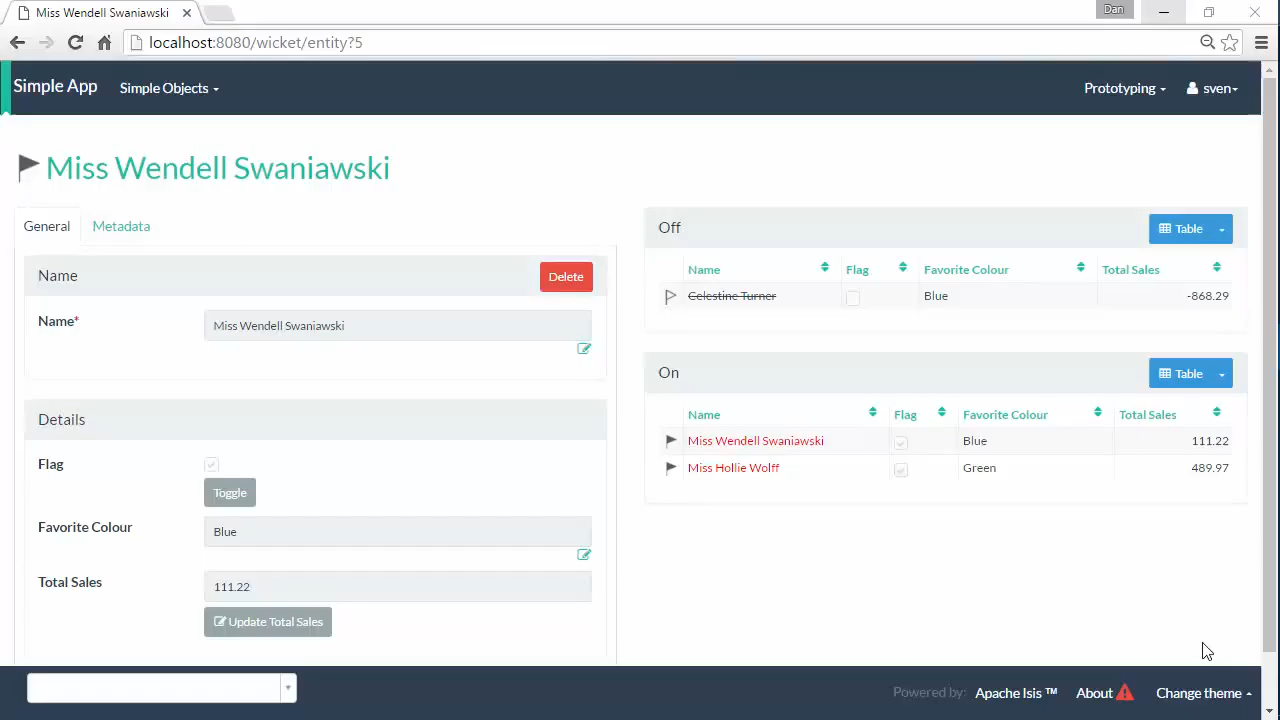 Miss Wendell Swaniawski
Dan
localhost:8080/wicket/entity?5
Simple App
Simple Objects
Prototyping
sven
Miss Wendell Swaniawski
General
Metadata
Name
Delete
Name*
Miss Wendell Swaniawski
Details
Flag
Toggle
Favorite Colour
Blue
Total Sales
111.22
Update Total Sales
Off
Table
Name Flag Favorite Colour Total Sales
Celestine Turner Blue -868.29
On
Table
Name Flag Favorite Colour Total Sales
Miss Wendell Swaniawski Blue 111.22
Miss Hollie Wolff Green 489.97
Powered by: Apache Isis ™ About Change theme